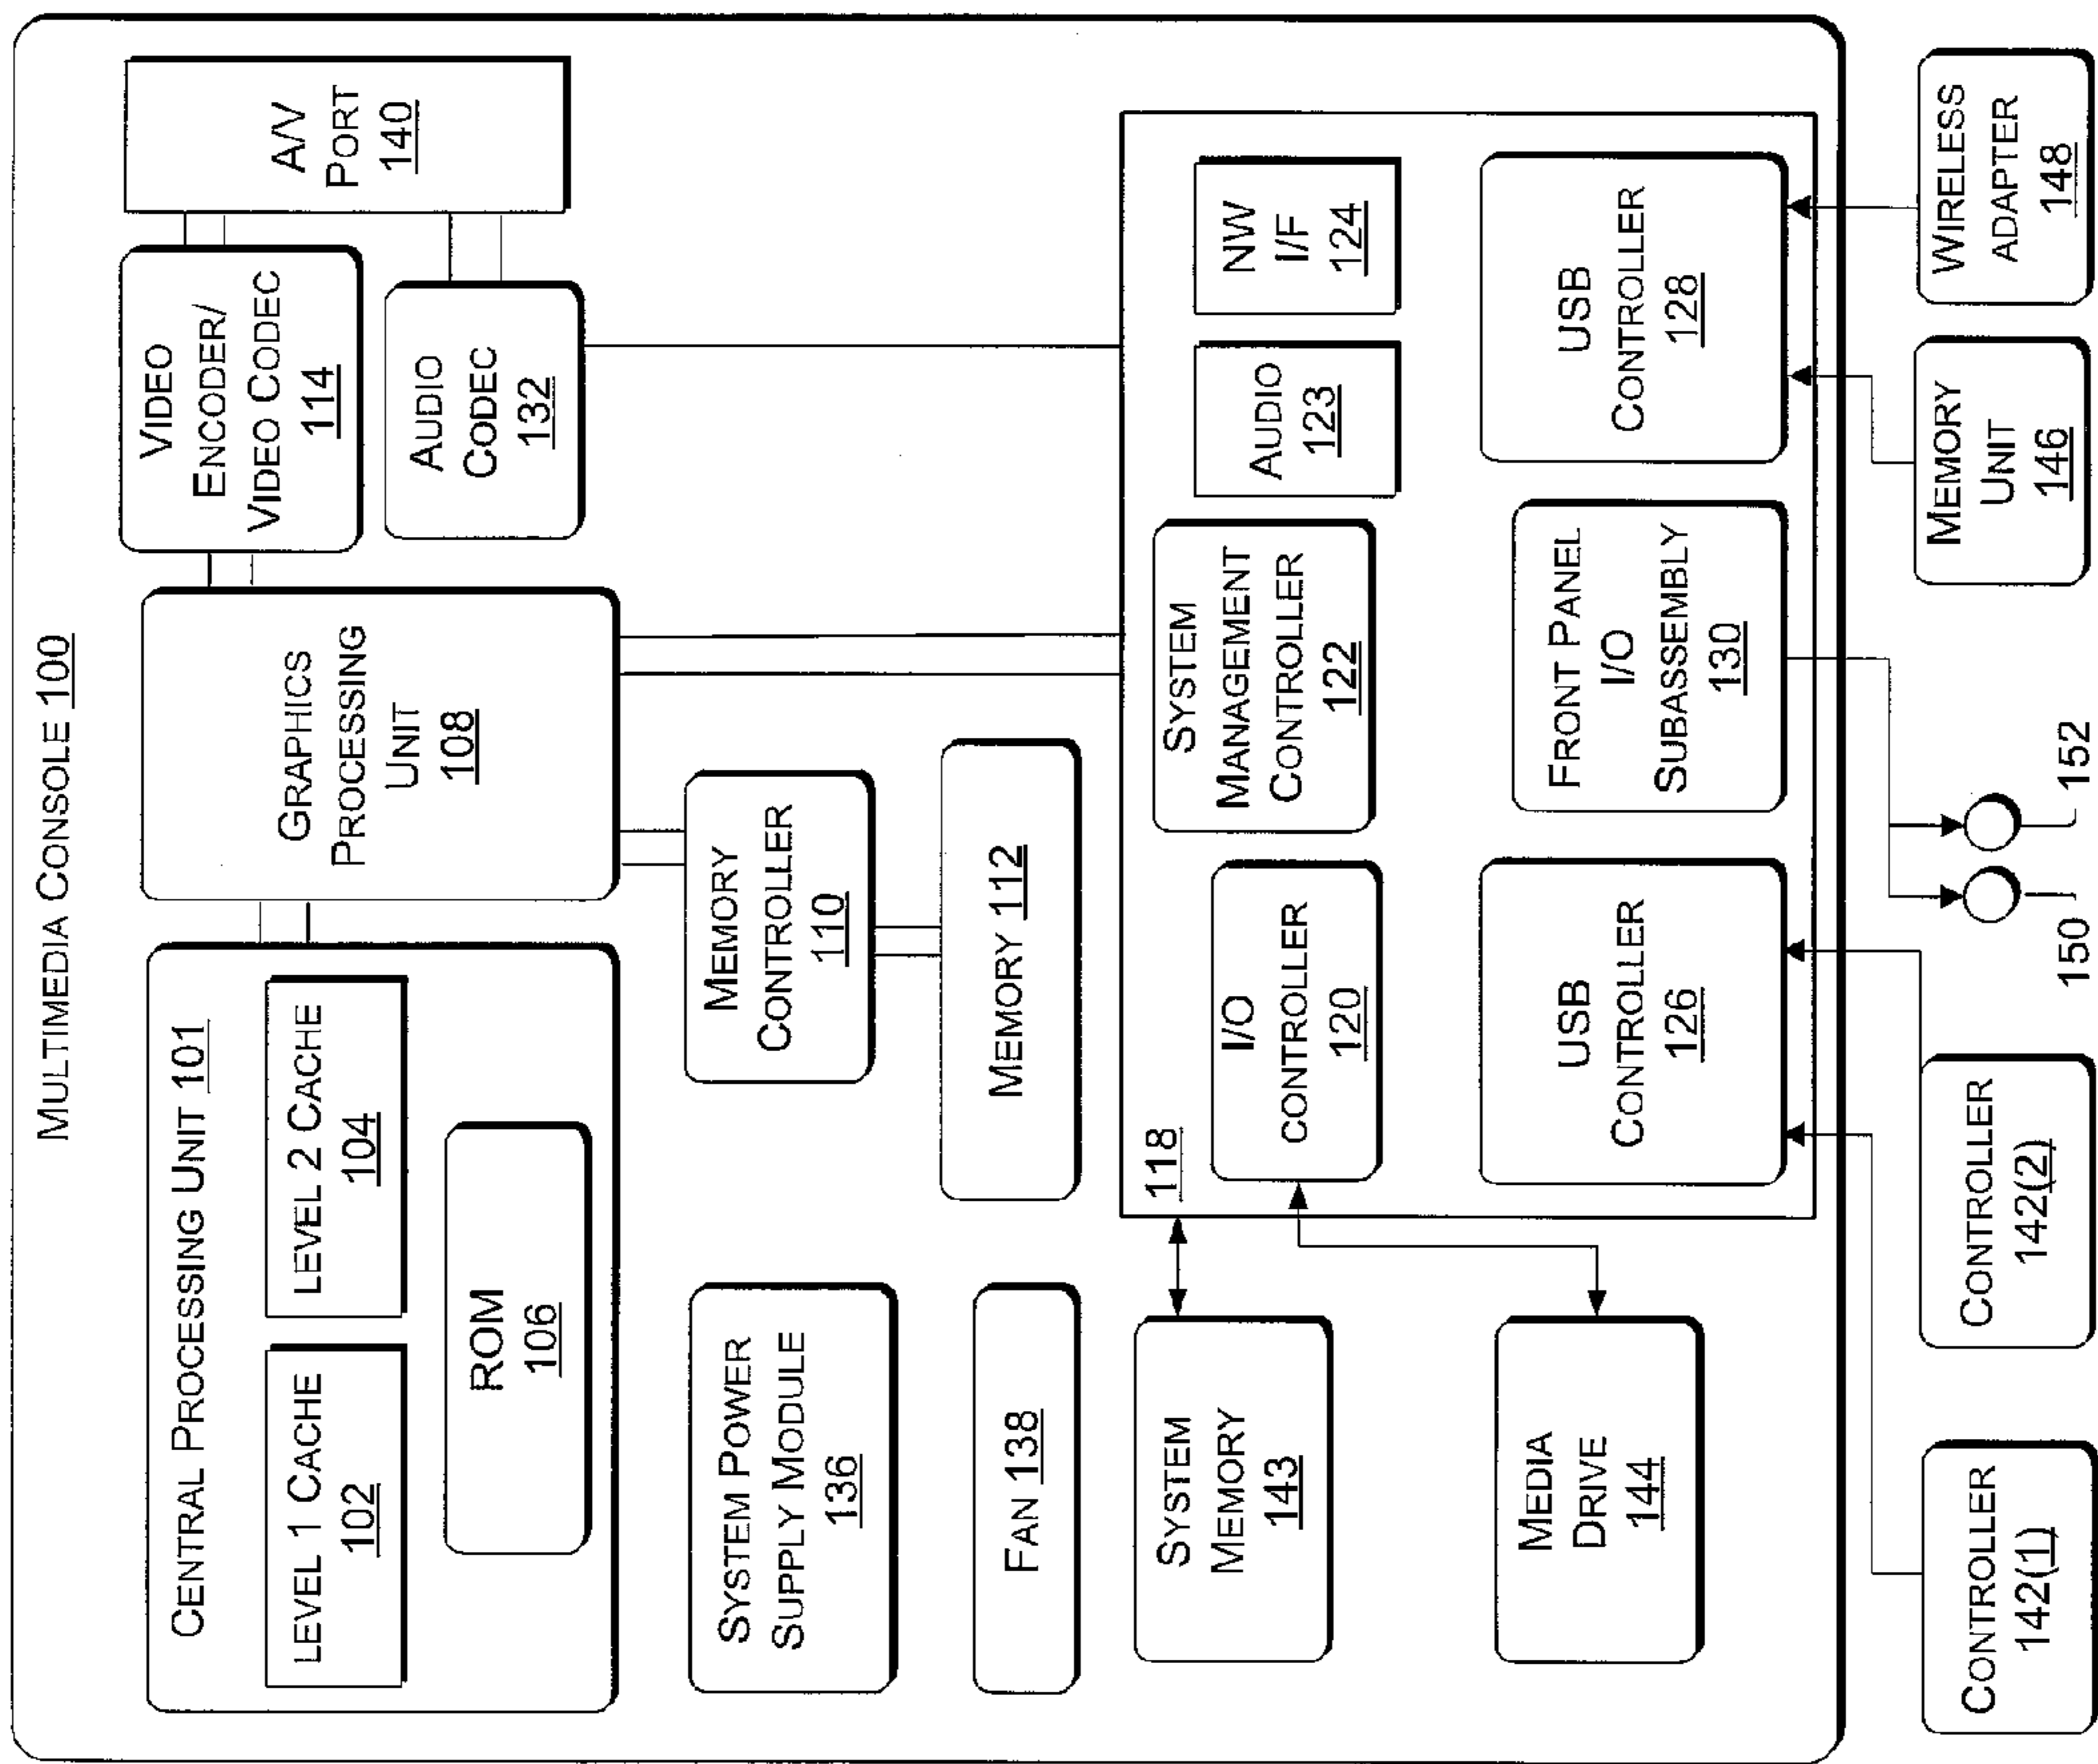 MULTIMEDIA CONSOLE 100
CENTRAL PROCESSING UNIT 101
LEVEL 1 CACHE
102
LEVEL 2 CACHE
104
ROM
106
GRAPHICS
PROCESSING
UNIT
108
VIDEO
ENCODER/
VIDEO CODEC
114
AUDIO
CODEC
132
A/V
PORT
140
SYSTEM POWER
SUPPLY MODULE
136
FAN 138
MEMORY
CONTROLLER
110
MEMORY 112
SYSTEM
MEMORY
143
MEDIA
DRIVE
144
118
I/O
CONTROLLER
120
SYSTEM
MANAGEMENT
CONTROLLER
122
AUDIO
123
NW
I/F
124
USB
CONTROLLER
126
FRONT PANEL
I/O
SUBASSEMBLY
130
USB
CONTROLLER
128
CONTROLLER
142(1)
CONTROLLER
142(2)
150
152
MEMORY
UNIT
146
WIRELESS
ADAPTER
148